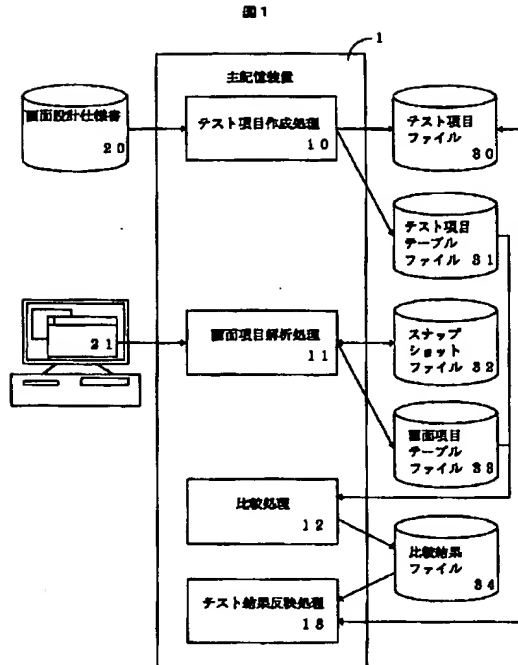 図1
1
主記憶装置
画面設計仕様書
20
テスト項目作成処理
10
テスト項目
ファイル
30
テスト項目
テーブル
ファイル 31
21
画面項目解析処理
11
スナップ
ショット
ファイル 32
画面項目
テーブル
ファイル 33
比較処理
12
比較結果
ファイル
34
テスト結果反映処理
13